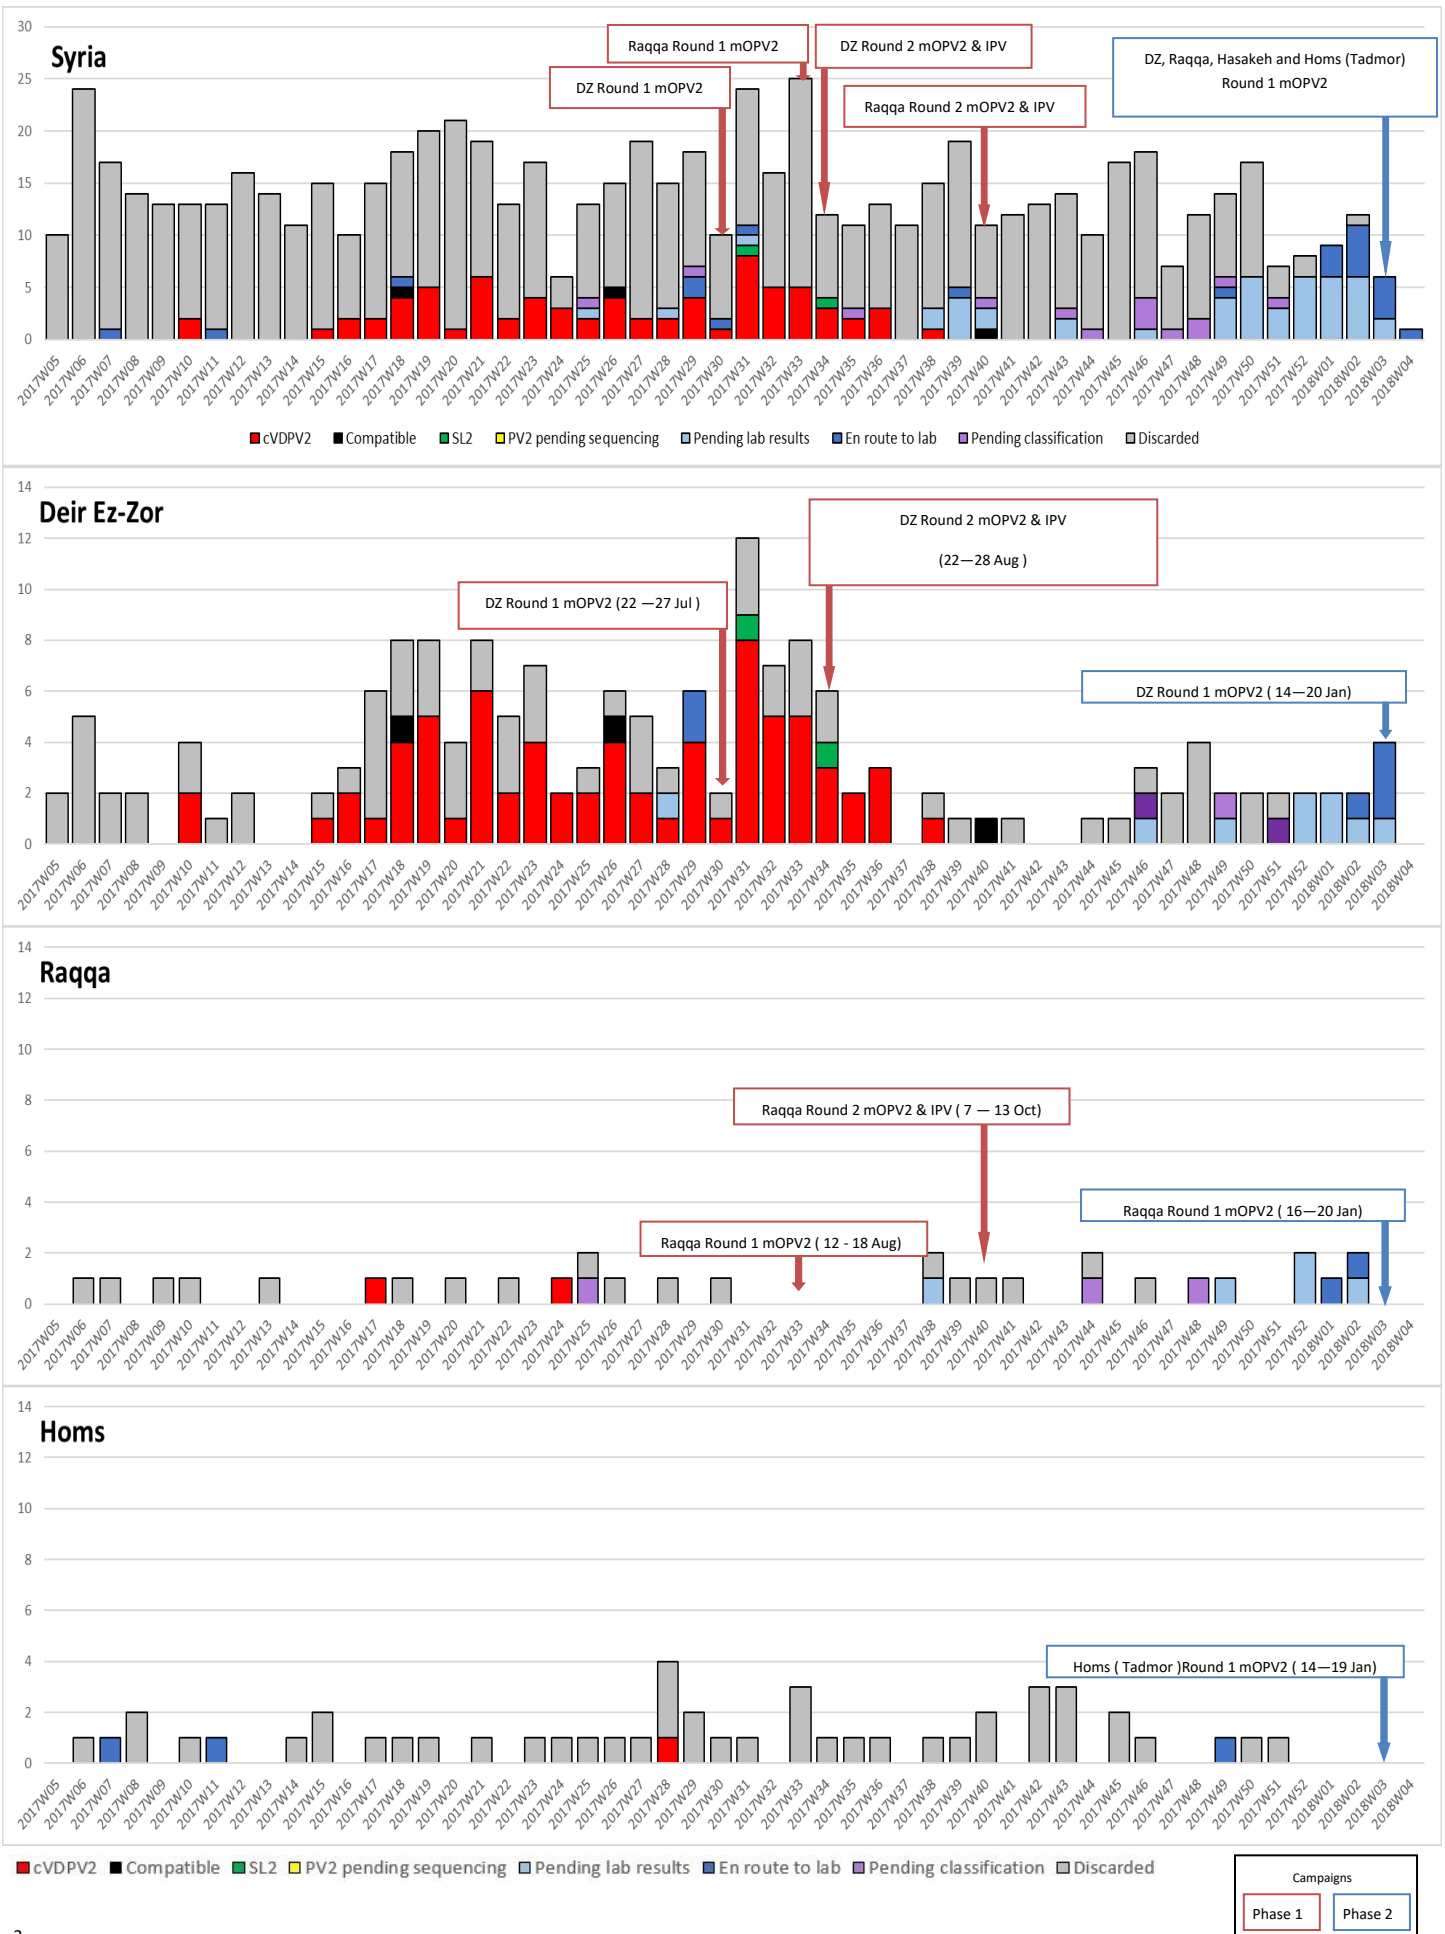 30
25
20
15
10
5
0
Syria
Raqqa Round 1 mOPV2
DZ Round 2 mOPV2 & IPV
DZ Round 1 mOPV2
Raqqa Round 2 mOPV2 & IPV
DZ, Raqqa, Hasakeh and Homs (Tadmor)
Round 1 mOPV2
2017W05 2017W06 2017W07 2017W08 2017W09 2017W10 2017W11 2017W12 2017W13 2017W14 2017W15 2017W16 2017W17 2017W18 2017W19 2017W20 2017W21 2017W22 2017W23 2017W24 2017W25 2017W26 2017W27 2017W28 2017W29 2017W30 2017W31 2017W32 2017W33 2017W34 2017W35 2017W36 2017W37 2017W38 2017W39 2017W40 2017W41 2017W42 2017W43 2017W44 2017W45 2017W46 2017W47 2017W48 2017W49 2017W50 2017W51 2017W52 2018W01 2018W02 2018W03 2018W04
cVDPV2 Compatible SL2 PV2 pending sequencing Pending lab results En route to lab Pending classification Discarded
14
12
10
8
6
4
2
0
Deir Ez-Zor
DZ Round 2 mOPV2 & IPV
(22—28 Aug )
DZ Round 1 mOPV2 (22 —27 Jul )
DZ Round 1 mOPV2 ( 14—20 Jan)
2017W05 2017W06 2017W07 2017W08 2017W09 2017W10 2017W11 2017W12 2017W13 2017W14 2017W15 2017W16 2017W17 2017W18 2017W19 2017W20 2017W21 2017W22 2017W23 2017W24 2017W25 2017W26 2017W27 2017W28 2017W29 2017W30 2017W31 2017W32 2017W33 2017W34 2017W35 2017W36 2017W37 2017W38 2017W39 2017W40 2017W41 2017W42 2017W43 2017W44 2017W45 2017W46 2017W47 2017W48 2017W49 2017W50 2017W51 2017W52 2018W01 2018W02 2018W03 2018W04
14
12
10
8
6
4
2
0
Raqqa
Raqqa Round 2 mOPV2 & IPV ( 7 — 13 Oct)
Raqqa Round 1 mOPV2 ( 16—20 Jan)
Raqqa Round 1 mOPV2 ( 12 - 18 Aug)
2017W05 2017W06 2017W07 2017W08 2017W09 2017W10 2017W11 2017W12 2017W13 2017W14 2017W15 2017W16 2017W17 2017W18 2017W19 2017W20 2017W21 2017W22 2017W23 2017W24 2017W25 2017W26 2017W27 2017W28 2017W29 2017W30 2017W31 2017W32 2017W33 2017W34 2017W35 2017W36 2017W37 2017W38 2017W39 2017W40 2017W41 2017W42 2017W43 2017W44 2017W45 2017W46 2017W47 2017W48 2017W49 2017W50 2017W51 2017W52 2018W01 2018W02 2018W03 2018W04
14
12
10
8
6
4
2
0
Homs
Homs ( Tadmor )Round 1 mOPV2 ( 14—19 Jan)
2017W05 2017W06 2017W07 2017W08 2017W09 2017W10 2017W11 2017W12 2017W13 2017W14 2017W15 2017W16 2017W17 2017W18 2017W19 2017W20 2017W21 2017W22 2017W23 2017W24 2017W25 2017W26 2017W27 2017W28 2017W29 2017W30 2017W31 2017W32 2017W33 2017W34 2017W35 2017W36 2017W37 2017W38 2017W39 2017W40 2017W41 2017W42 2017W43 2017W44 2017W45 2017W46 2017W47 2017W48 2017W49 2017W50 2017W51 2017W52 2018W01 2018W02 2018W03 2018W04
cVDPV2 Compatible SL2 PV2 pending sequencing Pending lab results En route to lab Pending classification Discarded
Campaigns
Phase 1 Phase 2